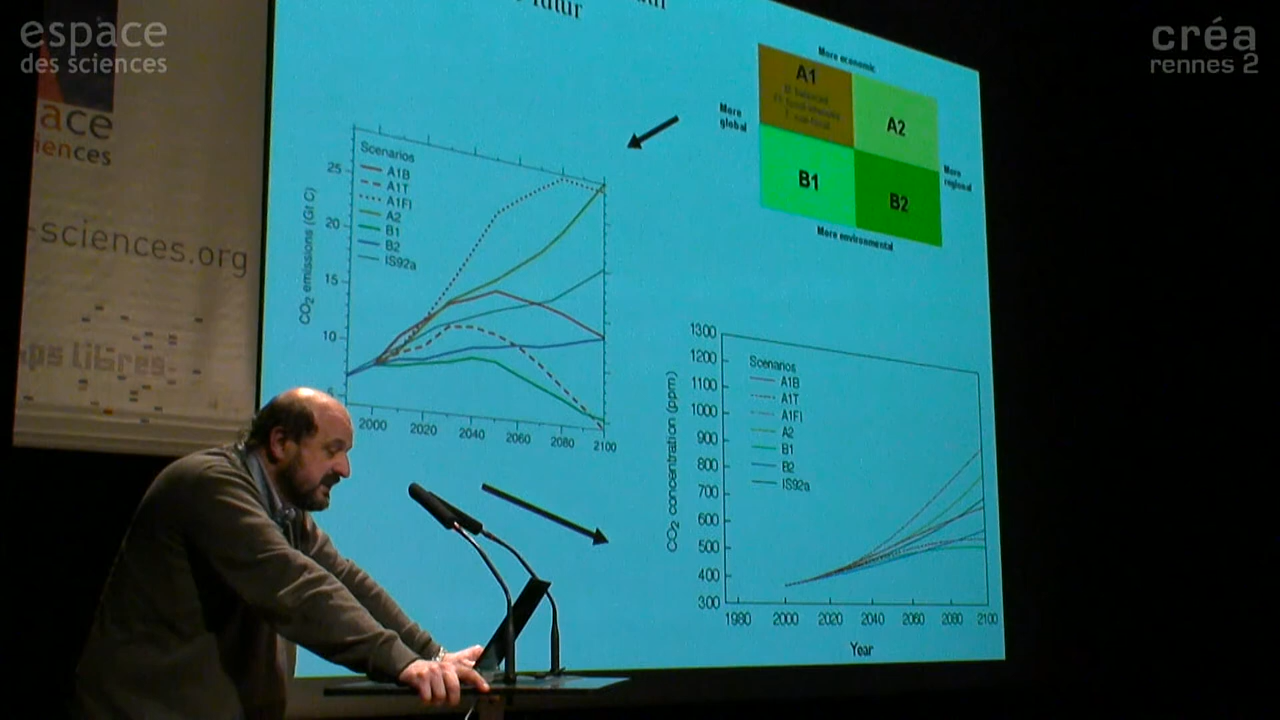 espace
des sciences
créa
rennes 2
ace
iences
-sciences.org
ps libres
futur
More economic
More
global
A1
A2
B1
B2
More
regional
More environmental
Scenarios
A1B
A1T
A1FI
A2
B1
B2
IS92a
CO2 emissions (Gt C)
25
20
15
10
5
2000
2020
2040
2060
2080
2100
Scenarios
A1B
A1T
A1FI
A2
B1
B2
IS92a
CO2 concentration (ppm)
1300
1200
1100
1000
900
800
700
600
500
400
300
1980
2000
2020
2040
2060
2080
2100
Year